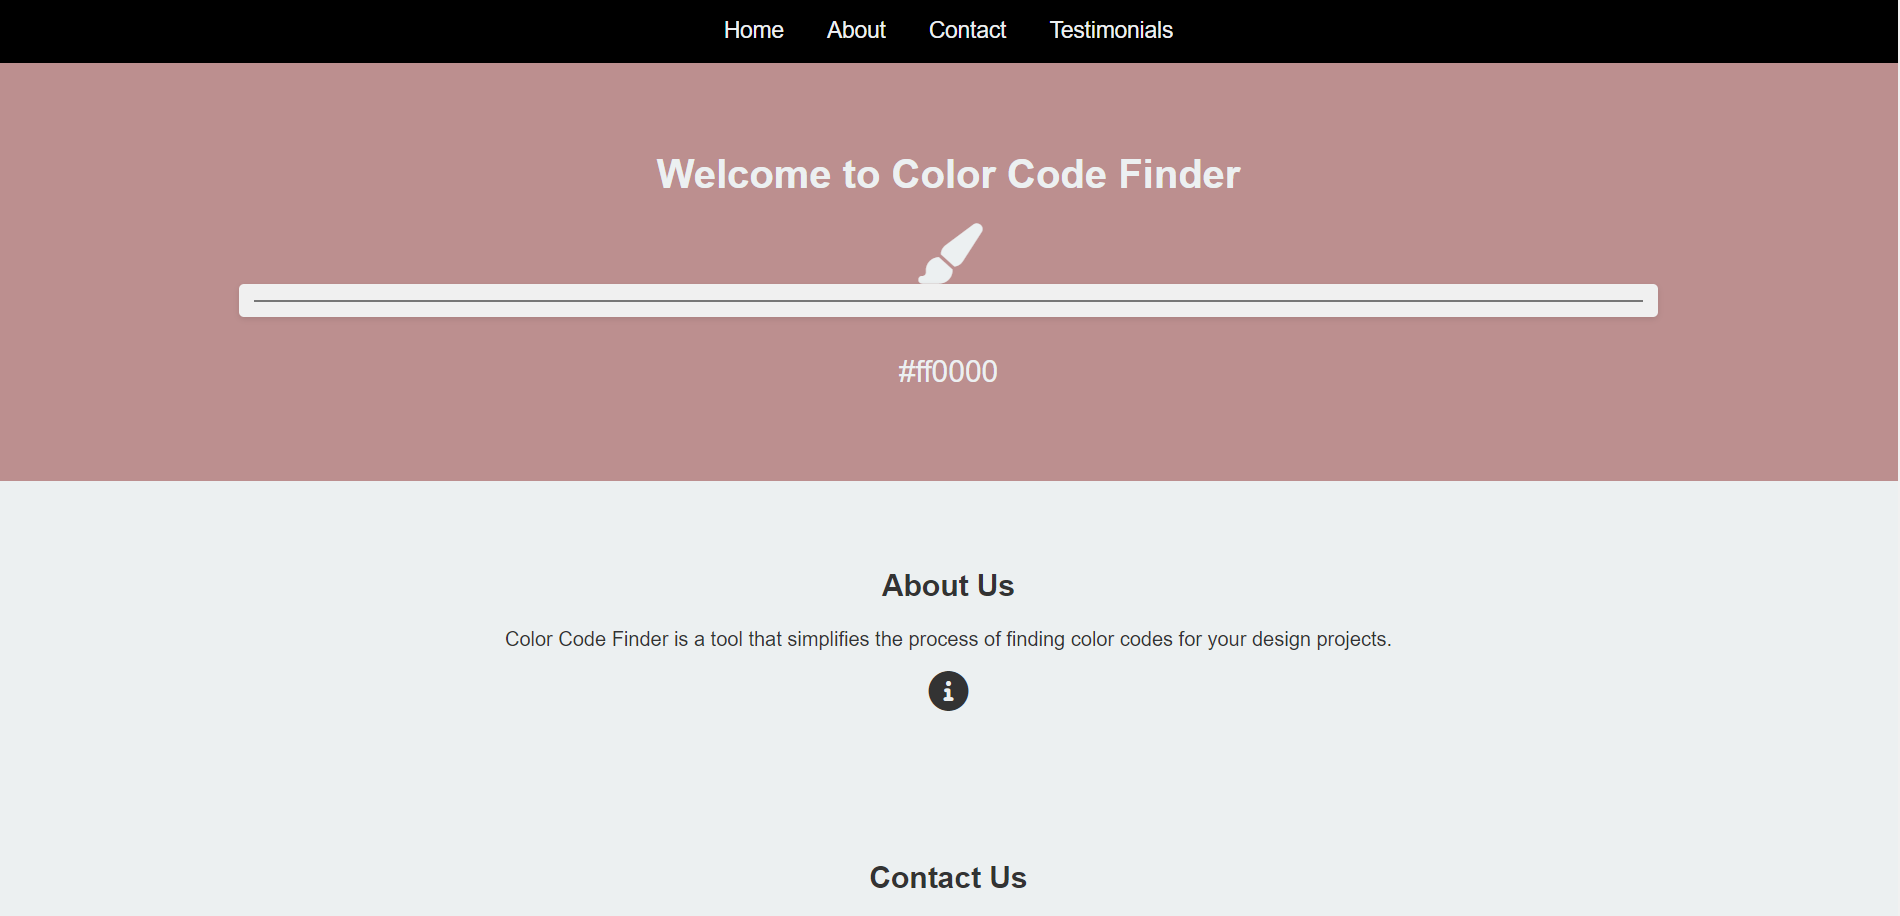 Home About Contact Testimonials
Welcome to Color Code Finder
#ff0000
About Us
Color Code Finder is a tool that simplifies the process of finding color codes for your design projects.
Contact Us